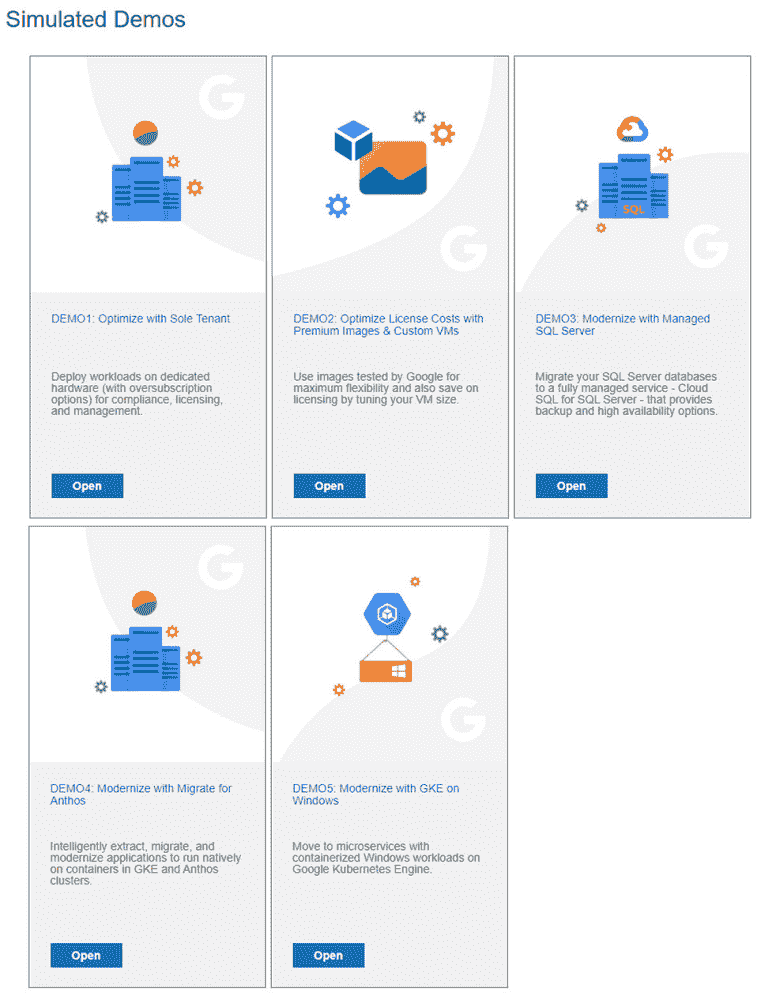 Simulated Demos
DEMO1: Optimize with Sole Tenant
Deploy workloads on dedicated
hardware (with oversubscription
options) for compliance, licensing,
and management.
Open
DEMO2: Optimize License Costs with
Premium Images & Custom VMs
Use images tested by Google for
maximum flexibility and also save on
licensing by tuning your VM size.
Open
SQL
DEMO3: Modernize with Managed
SQL Server
Migrate your SQL Server databases
to a fully managed service - Cloud
SQL for SQL Server - that provides
backup and high availability options.
Open
DEMO4: Modernize with Migrate for
Anthos
Intelligently extract, migrate, and
modernize applications to run natively
on containers in GKE and Anthos
clusters.
Open
DEMO5: Modernize with GKE on
Windows
Move to microservices with
containerized Windows workloads on
Google Kubernetes Engine.
Open